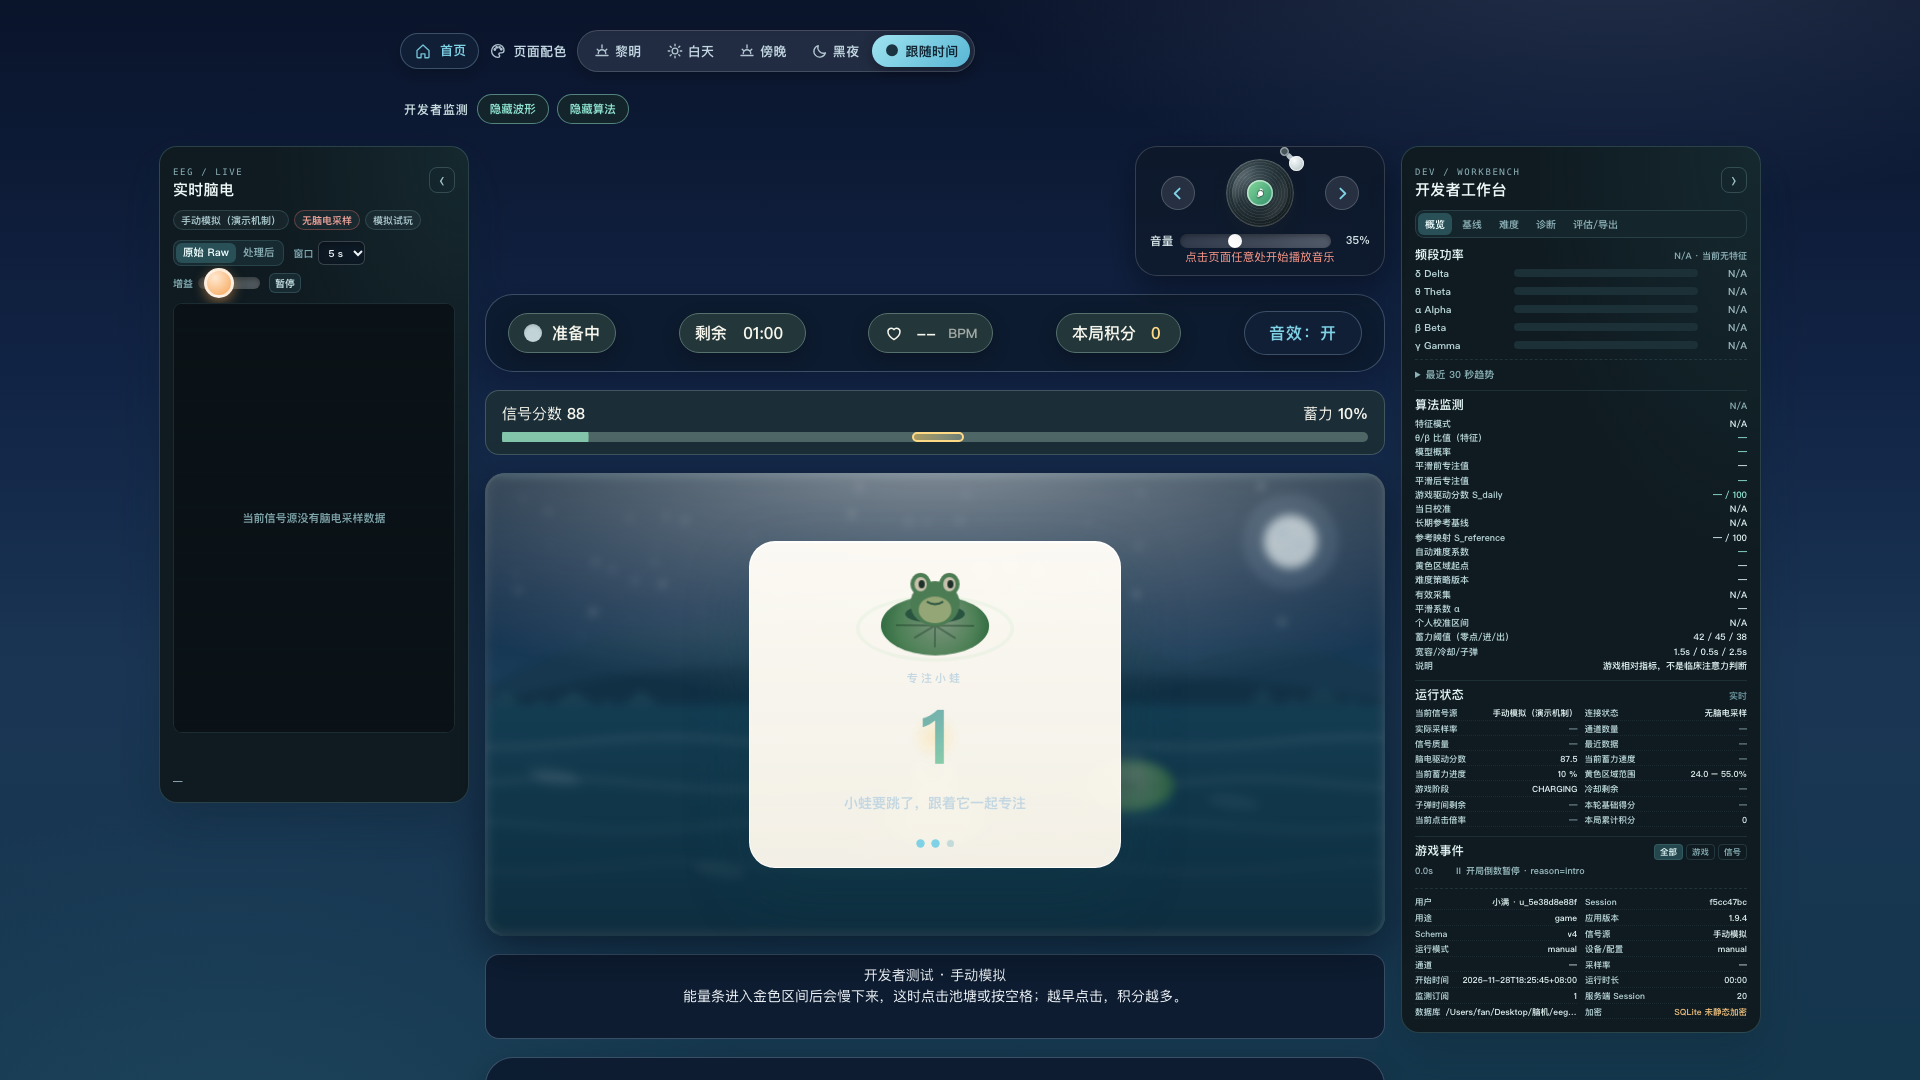 首页 页面配色 黎明 白天 傍晚 黑夜 跟随时间
开发者监测 隐藏波形 隐藏算法
EEG / LIVE
实时脑电
‹
手动模拟（演示机制） 无脑电采样 模拟试玩
原始 Raw 处理后 窗口 5 s
增益 暂停
当前信号源没有脑电采样数据
—
音量 35%
点击页面任意处开始播放音乐
准备中 剩余 01:00 -- BPM 本局积分 0 音效：开
信号分数 88 蓄力 10%
专注小蛙
1
小蛙要跳了，跟着它一起专注
开发者测试 · 手动模拟
能量条进入金色区间后会慢下来，这时点击池塘或按空格；越早点击，积分越多。
DEV / WORKBENCH
开发者工作台
›
概览 基线 难度 诊断 评估/导出
频段功率 N/A · 当前无特征
δ Delta N/A
θ Theta N/A
α Alpha N/A
β Beta N/A
γ Gamma N/A
▶ 最近 30 秒趋势
算法监测 N/A
特征模式 N/A
θ/β 比值（特征） —
模型概率 —
平滑前专注值 —
平滑后专注值 —
游戏驱动分数 S_daily — / 100
当日校准 N/A
长期参考基线 N/A
参考映射 S_reference — / 100
自动难度系数 —
黄色区域起点 —
难度策略版本 —
有效采集 N/A
平滑系数 α —
个人校准区间 N/A
蓄力阈值（零点/进/出） 42 / 45 / 38
宽容/冷却/子弹 1.5s / 0.5s / 2.5s
说明 游戏相对指标，不是临床注意力判断
运行状态 实时
当前信号源 手动模拟（演示机制） 连接状态 无脑电采样
实际采样率 — 通道数量 —
信号质量 — 最近数据 —
脑电驱动分数 87.5 当前蓄力速度 —
当前蓄力进度 10 % 黄色区域范围 24.0 — 55.0%
游戏阶段 CHARGING 冷却剩余 —
子弹时间剩余 — 本轮基础得分 —
当前点击倍率 — 本局累计积分 0
游戏事件 全部 游戏 信号
0.0s ⏸ 开局倒数暂停 · reason=intro
用户 小满 · u_5e38d8e88f Session f5cc47bc
用途 game 应用版本 1.9.4
Schema v4 信号源 手动模拟
运行模式 manual 设备/配置 manual
通道 — 采样率 —
开始时间 2026-11-28T18:25:45+08:00 运行时长 00:00
监测订阅 1 服务端 Session 20
数据库 /Users/fan/Desktop/脑机/eeg... 加密 SQLite 未静态加密